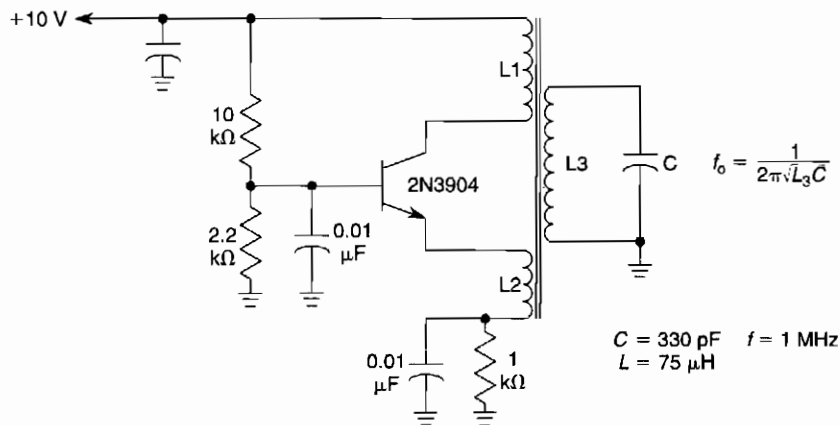 +10 V
L1
10
kΩ
2N3904
L3
C
f₀ = 1 / 2π√L₃C
2.2
kΩ
0.01
μF
L2
0.01
μF
1
kΩ
C = 330 pF f = 1 MHz
L = 75 μH